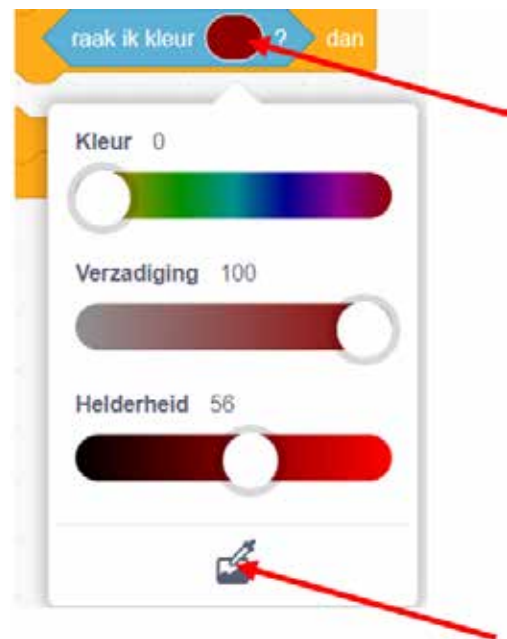 raak ik kleur ? dan
Kleur 0
Verzadiging 100
Helderheid 56